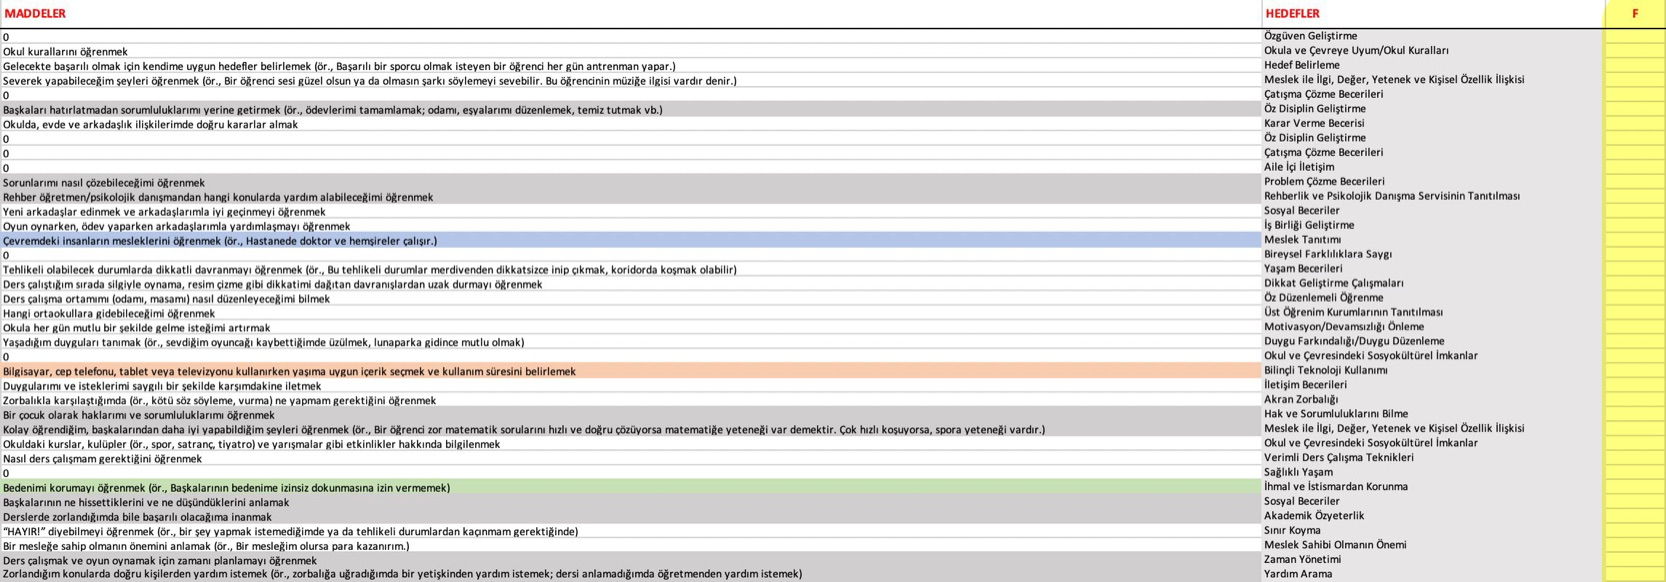 MADDELER HEDEFLER F
0 Özgüven Geliştirme
Okul kurallarını öğrenmek Okula ve Çevreye Uyum/Okul Kuralları
Gelecekte başarılı olmak için kendime uygun hedefler belirlemek (ör., Başarılı bir sporcu olmak isteyen bir öğrenci her gün antrenman yapar.) Hedef Belirleme
Severek yapabileceğim şeyleri öğrenmek (ör., Bir öğrenci sesi güzel olsun ya da olmasın şarkı söylemeyi sevebilir. Bu öğrencinin müziğe ilgisi vardır denir.) Meslek ile İlgi, Değer, Yetenek ve Kişisel Özellik İlişkisi
0 Çatışma Çözme Becerileri
Başkaları hatırlatmadan sorumluluklarımı yerine getirmek (ör., ödevlerimi tamamlamak; odamı, eşyalarımı düzenlemek, temiz tutmak vb.) Öz Disiplin Geliştirme
Okulda, evde ve arkadaşlık ilişkilerimde doğru kararlar almak Karar Verme Becerisi
0 Öz Disiplin Geliştirme
0 Çatışma Çözme Becerileri
0 Aile İçi İletişim
Sorunlarımı nasıl çözebileceğimi öğrenmek Problem Çözme Becerileri
Rehber öğretmen/psikolojik danışmandan hangi konularda yardım alabileceğimi öğrenmek Rehberlik ve Psikolojik Danışma Servisinin Tanıtılması
Yeni arkadaşlar edinmek ve arkadaşlarımla iyi geçinmeyi öğrenmek Sosyal Beceriler
Oyun oynarken, ödev yaparken arkadaşlarımla yardımlaşmayı öğrenmek İş Birliği Geliştirme
Çevremdeki insanların mesleklerini öğrenmek (ör., Hastanede doktor ve hemşireler çalışır.) Meslek Tanıtımı
0 Bireysel Farklılıklara Saygı
Tehlikeli olabilecek durumlarda dikkatli davranmayı öğrenmek (ör., Bu tehlikeli durumlar merdivenden dikkatsizce inip çıkmak, koridorda koşmak olabilir) Yaşam Becerileri
Ders çalıştığım sırada silgiyle oynama, resim çizme gibi dikkatimi dağıtan davranışlardan uzak durmayı öğrenmek Dikkat Geliştirme Çalışmaları
Ders çalışma ortamımı (odamı, masamı) nasıl düzenleyeceğimi bilmek Öz Düzenlemeli Öğrenme
Hangi ortaokullara gidebileceğimi öğrenmek Üst Öğrenim Kurumlarının Tanıtılması
Okula her gün mutlu bir şekilde gelme isteğimi artırmak Motivasyon/Devamsızlığı Önleme
Yaşadığım duyguları tanımak (ör., sevdiğim oyuncağı kaybettiğimde üzülmek, lunaparka gidince mutlu olmak) Duygu Farkındalığı/Duygu Düzenleme
0 Okul ve Çevresindeki Sosyokültürel İmkanlar
Bilgisayar, cep telefonu, tablet veya televizyonu kullanırken yaşıma uygun içerik seçmek ve kullanım süresini belirlemek Bilinçli Teknoloji Kullanımı
Duygularımı ve isteklerimi saygılı bir şekilde karşımdakine iletmek İletişim Becerileri
Zorbalıkla karşılaştığımda (ör., kötü söz söyleme, vurma) ne yapmam gerektiğini öğrenmek Akran Zorbalığı
Bir çocuk olarak haklarımı ve sorumluluklarımı öğrenmek Hak ve Sorumluluklarını Bilme
Kolay öğrendiğim, başkalarından daha iyi yapabildiğim şeyleri öğrenmek (ör., Bir öğrenci zor matematik sorularını hızlı ve doğru çözüyorsa matematiğe yeteneği var demektir. Çok hızlı koşuyorsa, spora yeteneği vardır.) Meslek ile İlgi, Değer, Yetenek ve Kişisel Özellik İlişkisi
Okuldaki kurslar, kulüpler (ör., spor, satranç, tiyatro) ve yarışmalar gibi etkinlikler hakkında bilgilenmek Okul ve Çevresindeki Sosyokültürel İmkanlar
Nasıl ders çalışmam gerektiğini öğrenmek Verimli Ders Çalışma Teknikleri
0 Sağlıklı Yaşam
Bedenimi korumayı öğrenmek (ör., Başkalarının bedenime izinsiz dokunmasına izin vermemek) İhmal ve İstismardan Korunma
Başkalarının ne hissettiklerini ve ne düşündüklerini anlamak Sosyal Beceriler
Derslerde zorlandığımda bile başarılı olacağıma inanmak Akademik Özyeterlik
“HAYIR!” diyebilmeyi öğrenmek (ör., bir şey yapmak istemediğimde ya da tehlikeli durumlardan kaçınmam gerektiğinde) Sınır Koyma
Bir mesleğe sahip olmanın önemini anlamak (ör., Bir mesleğim olursa para kazanırım.) Meslek Sahibi Olmanın Önemi
Ders çalışmak ve oyun oynamak için zamanı planlamayı öğrenmek Zaman Yönetimi
Zorlandığım konularda doğru kişilerden yardım istemek (ör., zorbalığa uğradığımda bir yetişkinden yardım istemek; dersi anlamadığımda öğretmenden yardım istemek) Yardım Arama